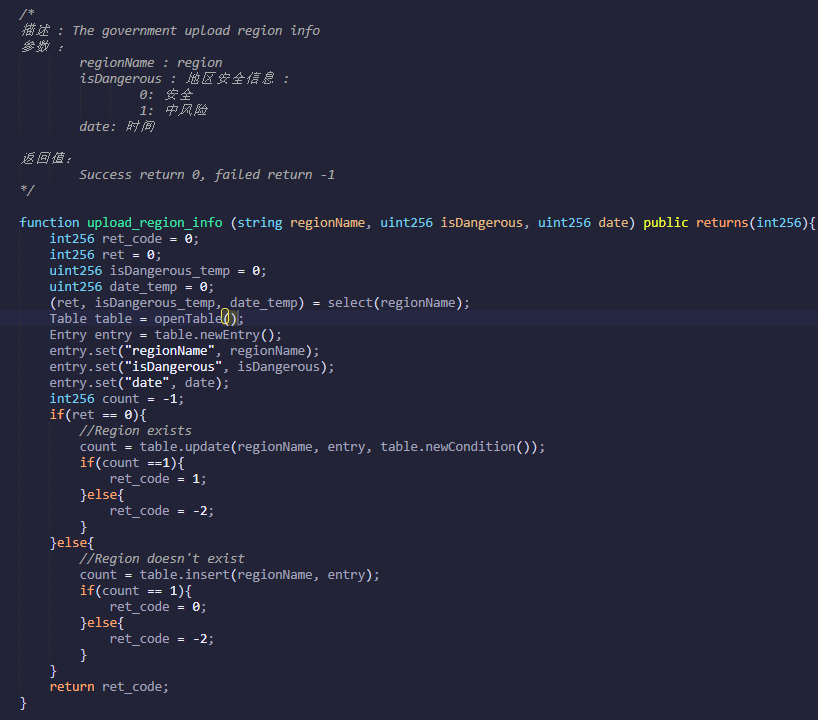 /*
描述 : The government upload region info
参数 ：
        regionName : region
        isDangerous : 地区安全信息 :
                0: 安全
                1: 中风险
        date: 时间

返回值:
        Success return 0, failed return -1
*/

function upload_region_info (string regionName, uint256 isDangerous, uint256 date) public returns(int256){
    int256 ret_code = 0;
    int256 ret = 0;
    uint256 isDangerous_temp = 0;
    uint256 date_temp = 0;
    (ret, isDangerous_temp, date_temp) = select(regionName);
    Table table = openTable();
    Entry entry = table.newEntry();
    entry.set("regionName", regionName);
    entry.set("isDangerous", isDangerous);
    entry.set("date", date);
    int256 count = -1;
    if(ret == 0){
        //Region exists
        count = table.update(regionName, entry, table.newCondition());
        if(count ==1){
            ret_code = 1;
        }else{
            ret_code = -2;
        }
    }else{
        //Region doesn't exist
        count = table.insert(regionName, entry);
        if(count == 1){
            ret_code = 0;
        }else{
            ret_code = -2;
        }
    }
    return ret_code;
}